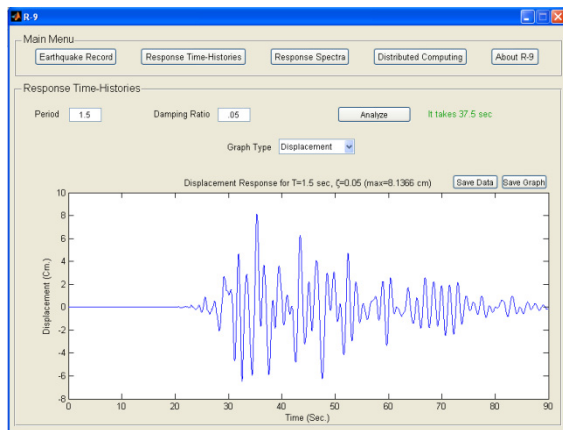 R-9
Main Menu
Earthquake Record Response Time-Histories Response Spectra Distributed Computing About R-9
Response Time-Histories
Period 1.5 Damping Ratio .05 Analyze It takes 37.5 sec
Graph Type Displacement
Displacement Response for T=1.5 sec, ζ=0.05 (max=8.1366 cm) Save Data Save Graph
10
8
6
4
2
0
-2
-4
-6
-8
Displacement (Cm.)
0 10 20 30 40 50 60 70 80 90
Time (Sec.)